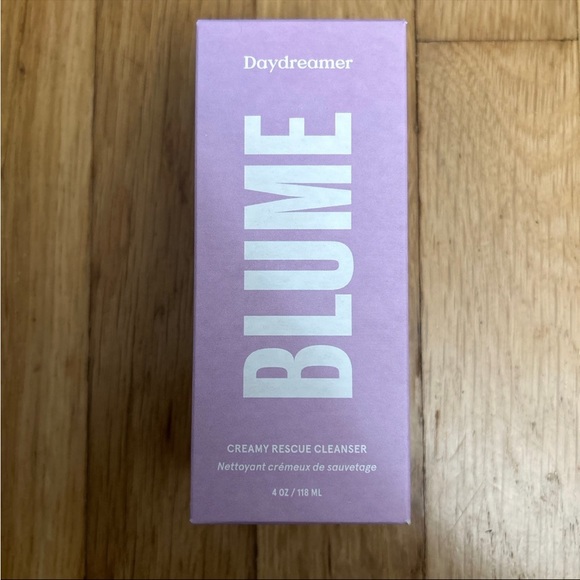 Daydreamer
BLUME
CREAMY RESCUE CLEANSER
Nettoyant crémeux de sauvetage
4 OZ / 118 ML